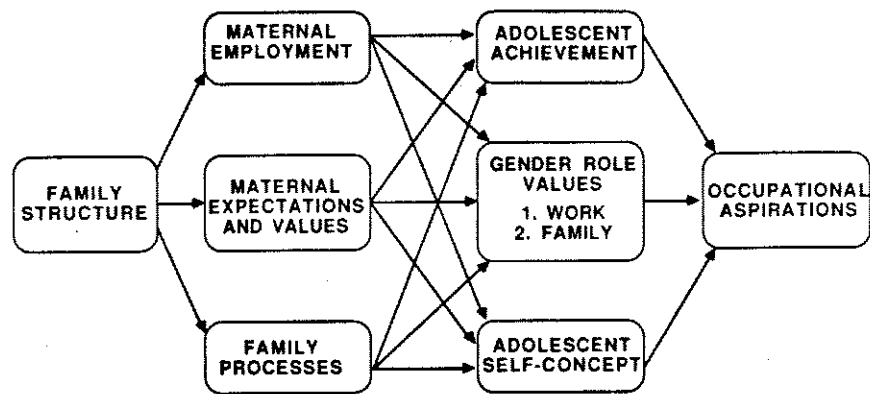 FAMILY
STRUCTURE
MATERNAL
EMPLOYMENT
MATERNAL
EXPECTATIONS
AND VALUES
FAMILY
PROCESSES
ADOLESCENT
ACHIEVEMENT
GENDER ROLE
VALUES
1. WORK
2. FAMILY
ADOLESCENT
SELF-CONCEPT
OCCUPATIONAL
ASPIRATIONS